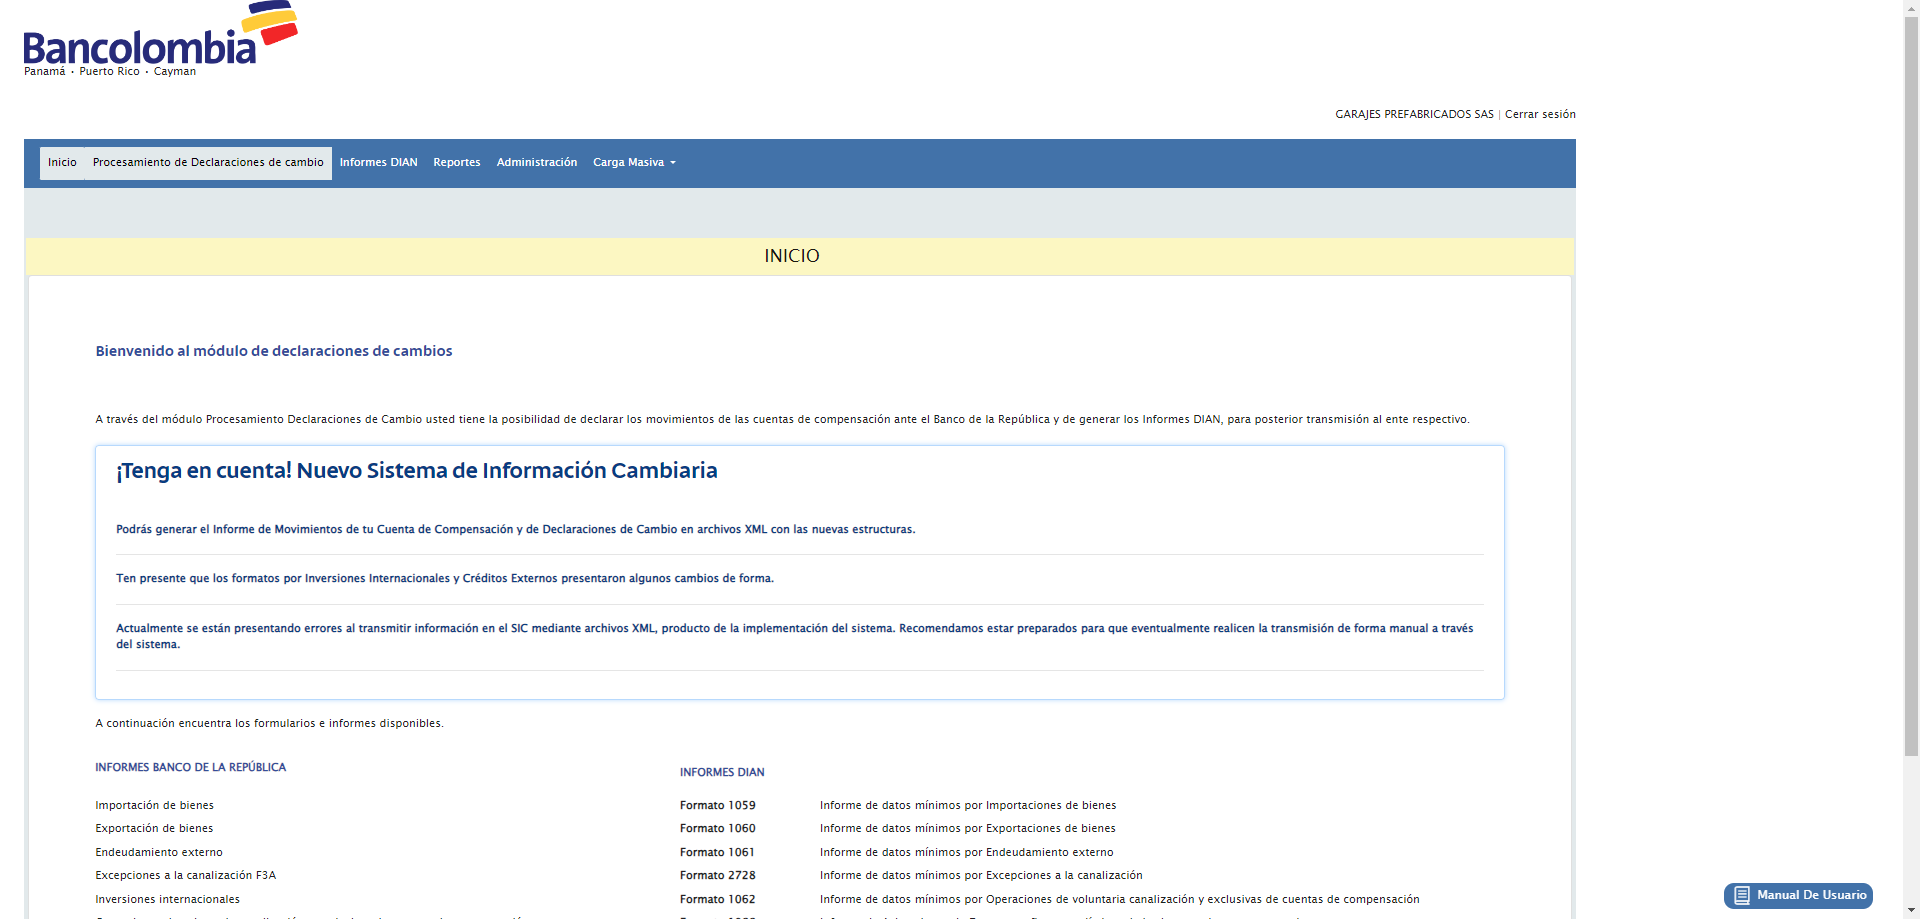 Bancolombia
Panamá • Puerto Rico • Cayman
GARAJES PREFABRICADOS SAS | Cerrar sesión
Inicio Procesamiento de Declaraciones de cambio Informes DIAN Reportes Administración Carga Masiva
INICIO
Bienvenido al módulo de declaraciones de cambios
A través del módulo Procesamiento Declaraciones de Cambio usted tiene la posibilidad de declarar los movimientos de las cuentas de compensación ante el Banco de la República y de generar los Informes DIAN, para posterior transmisión al ente respectivo.
¡Tenga en cuenta! Nuevo Sistema de Información Cambiaria
Podrás generar el Informe de Movimientos de tu Cuenta de Compensación y de Declaraciones de Cambio en archivos XML con las nuevas estructuras.
Ten presente que los formatos por Inversiones Internacionales y Créditos Externos presentaron algunos cambios de forma.
Actualmente se están presentando errores al transmitir información en el SIC mediante archivos XML, producto de la implementación del sistema. Recomendamos estar preparados para que eventualmente realicen la transmisión de forma manual a través
del sistema.
A continuación encuentra los formularios e informes disponibles.
INFORMES BANCO DE LA REPÚBLICA
Importación de bienes
Exportación de bienes
Endeudamiento externo
Excepciones a la canalización F3A
Inversiones internacionales
INFORMES DIAN
Formato 1059 Informe de datos mínimos por Importaciones de bienes
Formato 1060 Informe de datos mínimos por Exportaciones de bienes
Formato 1061 Informe de datos mínimos por Endeudamiento externo
Formato 2728 Informe de datos mínimos por Excepciones a la canalización
Formato 1062 Informe de datos mínimos por Operaciones de voluntaria canalización y exclusivas de cuentas de compensación
Manual De Usuario